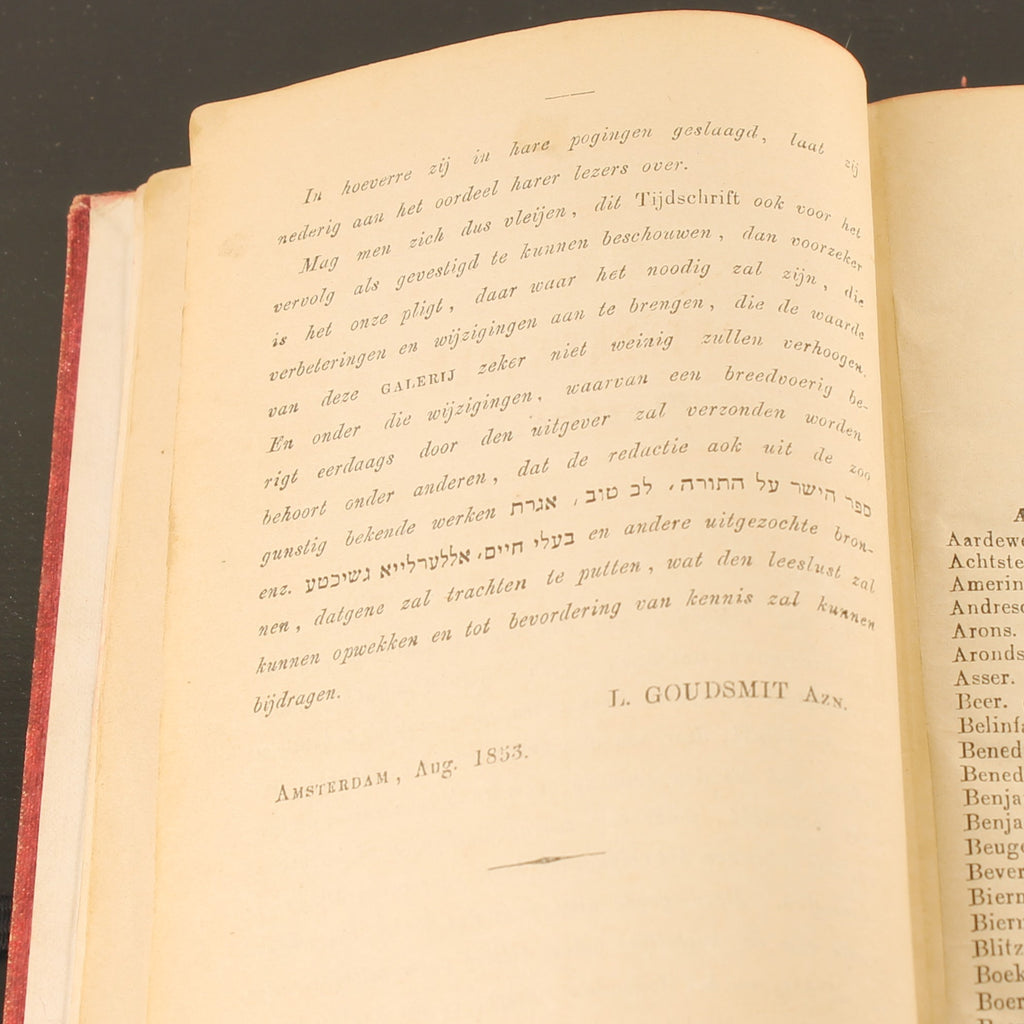 In hoeverre zij in hare pogingen geslaagd, laat zij
nederig aan het oordeel harer lezers over.
Mag men zich dus vleijen, dit Tijdschrift ook voor het
vervolg als gevestigd te kunnen beschouwen, dan voorzeker
is het onze pligt, daar waar het noodig zal zijn, die
verbeteringen en wijzigingen aan te brengen, die de waarde
van deze GALERIJ zeker niet weinig zullen verhoogen.
En onder die wijzigingen, waarvan een breedvoerig be-
rigt eerdaags door den uitgever zal verzonden worden
behoort onder anderen, dat de redactie aok uit de zoo
gunstig bekende werken ספר הישר על התורה, לב טוב, אגרת
enz. בעלי חיים, אללערלייא געשיכטע en andere uitgezochte bron-
nen, datgene zal trachten te putten, wat den leeslust zal
kunnen opwekken en tot bevordering van kennis zal kunnen
bijdragen.
L. GOUDSMIT AZN.
AMSTERDAM, Aug. 1853.
Aardewe
Achtste
Amerin
Andreso
Arons.
Aronds
Asser.
Beer.
Belinfa
Bened
Bened
Benja
Benja
Beuge
Bever
Biern
Bierr
Blitz
Boek
Boer